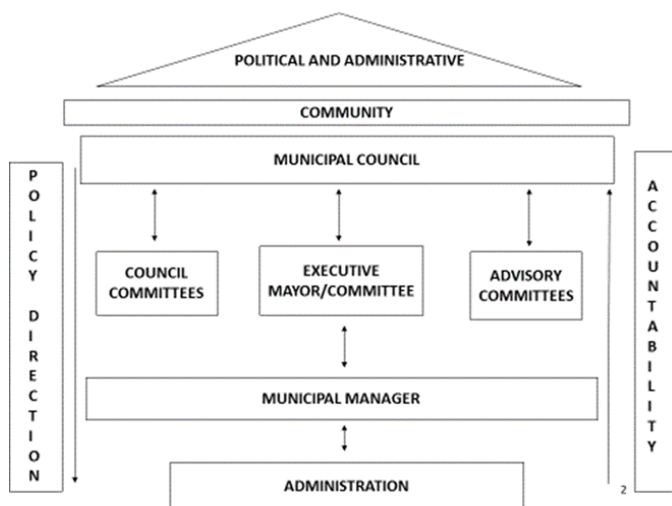 POLITICAL AND ADMINISTRATIVE
COMMUNITY
MUNICIPAL COUNCIL
POLICY DIRECTION
ACCOUNTABILITY
COUNCIL
COMMITTEES
EXECUTIVE
MAYOR/COMMITTEE
ADVISORY
COMMITTEES
MUNICIPAL MANAGER
ADMINISTRATION
2